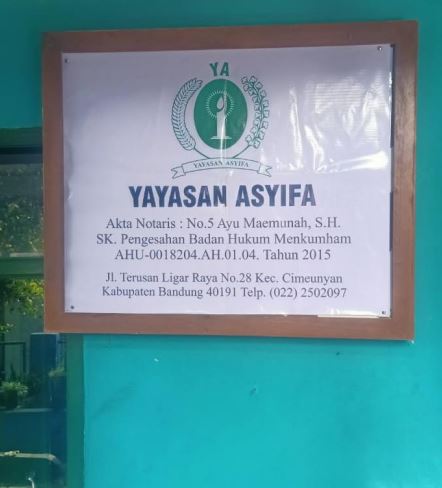 YA
YAYASAN ASYIFA
YAYASAN ASYIFA
Akta Notaris : No.5 Ayu Maemunah, S.H.
SK. Pengesahan Badan Hukum Menkumham
AHU-0018204.AH.01.04. Tahun 2015
Jl. Terusan Ligar Raya No.28 Kec. Cimeunyan
Kabupaten Bandung 40191 Telp. (022) 2502097